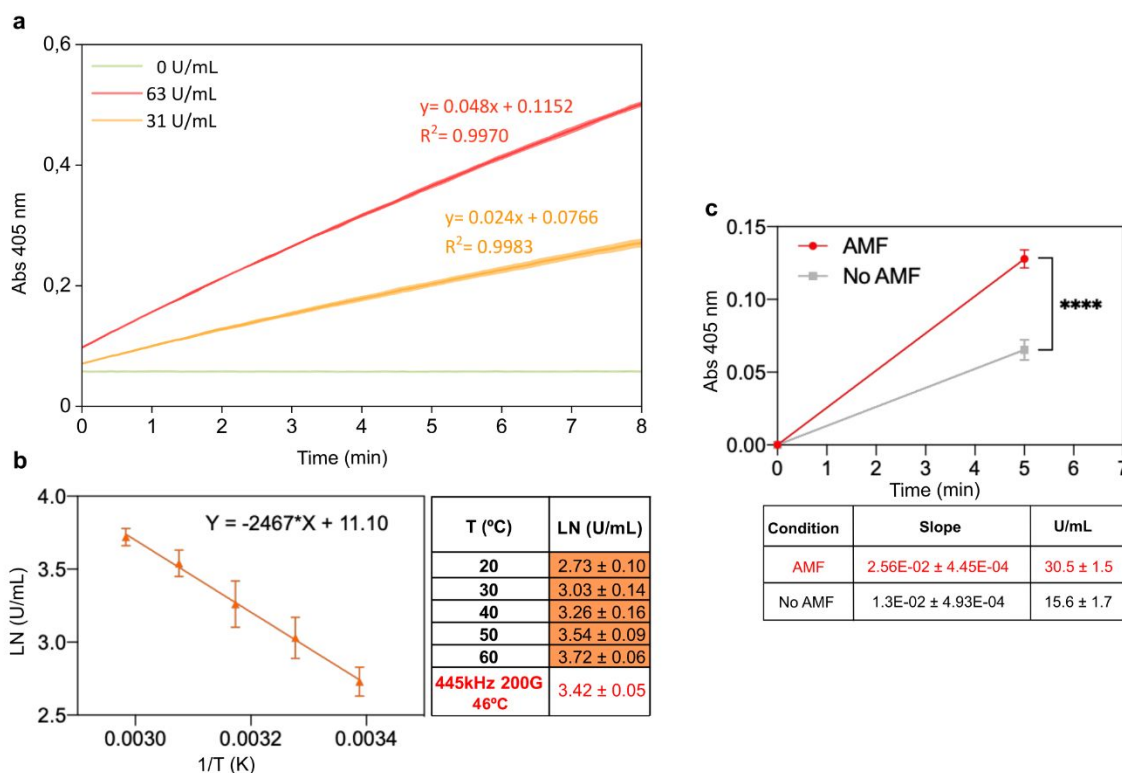 a
0,6
0,4
0,2
0
Abs 405 nm
0 U/mL
63 U/mL
31 U/mL
y= 0.048x + 0.1152
R²= 0.9970
y= 0.024x + 0.0766
R²= 0.9983
0 1 2 3 4 5 6 7 8
Time (min)
b
4.0
3.5
3.0
2.5
LN (U/mL)
Y = -2467*X + 11.10
0.0030 0.0032 0.0034
1/T (K)
T (ºC) LN (U/mL)
20 2.73 ± 0.10
30 3.03 ± 0.14
40 3.26 ± 0.16
50 3.54 ± 0.09
60 3.72 ± 0.06
445kHz 200G
46ºC
3.42 ± 0.05
c
0.15
0.10
0.05
0.00
Abs 405 nm
AMF
No AMF
****
0 1 2 3 4 5 6 7
Time (min)
Condition Slope U/mL
AMF 2.56E-02 ± 4.45E-04 30.5 ± 1.5
No AMF 1.3E-02 ± 4.93E-04 15.6 ± 1.7